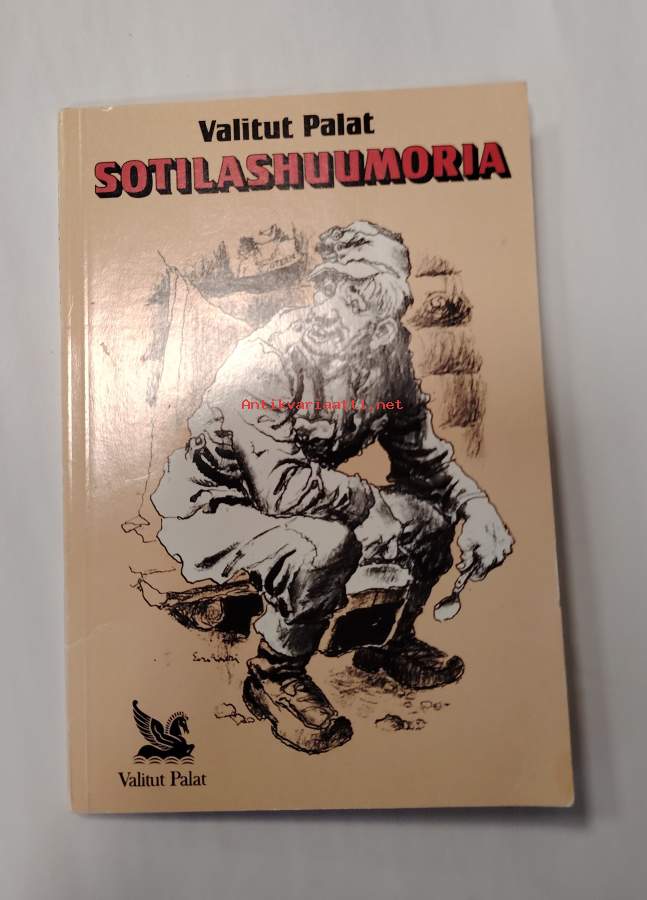 Valitut Palat
SOTILASHUUMORIA
Antikvariaatti.net
Valitut Palat